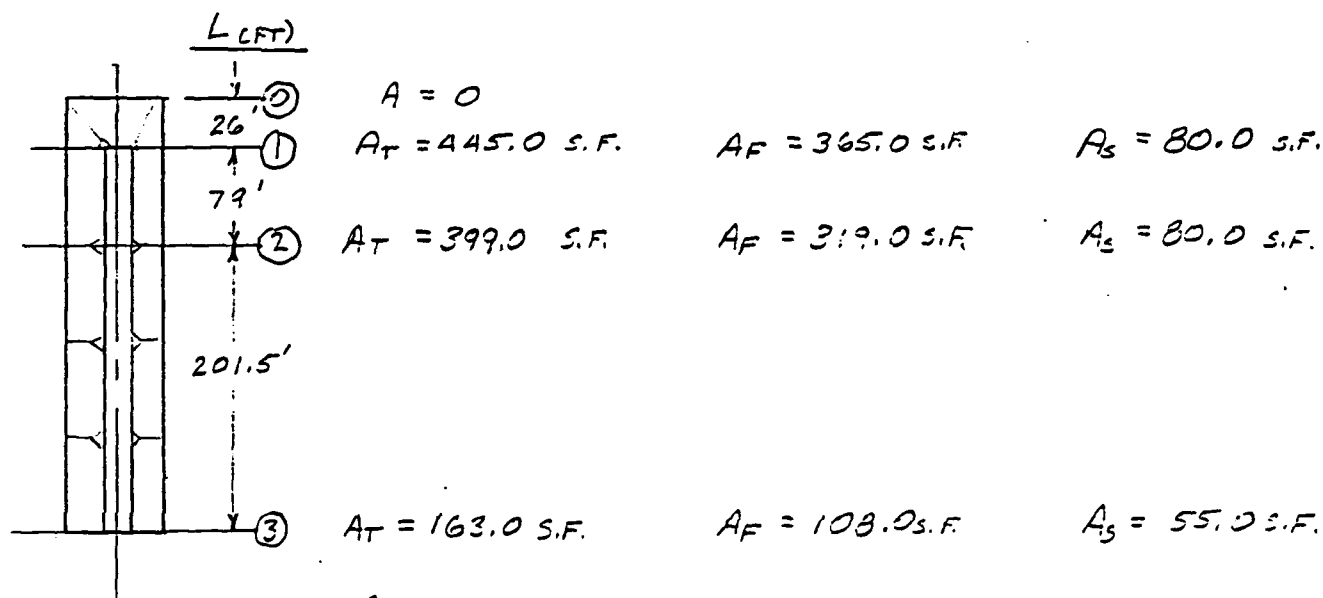 L (FT)
0 A = 0
26'
1 A_T = 445.0 S.F. A_F = 365.0 S.F. A_S = 80.0 S.F.
79'
2 A_T = 399.0 S.F. A_F = 319.0 S.F. A_S = 80.0 S.F.
201.5'
3 A_T = 163.0 S.F. A_F = 108.0 S.F. A_S = 55.0 S.F.